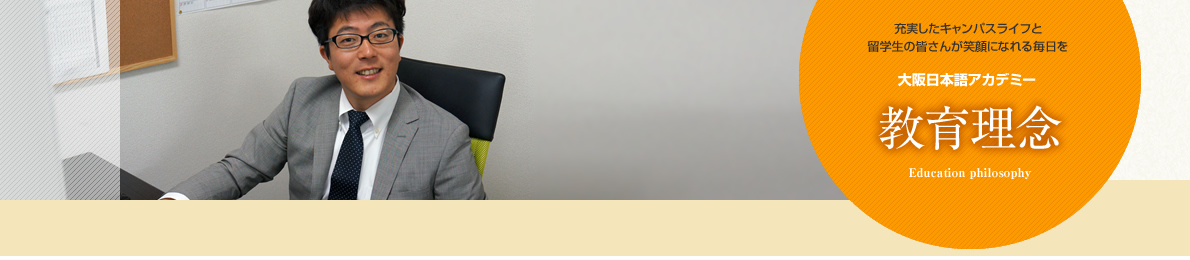 充実したキャンパスライフと
留学生の皆さんが笑顔になれる毎日を
大阪日本語アカデミー
教育理念
Education philosophy